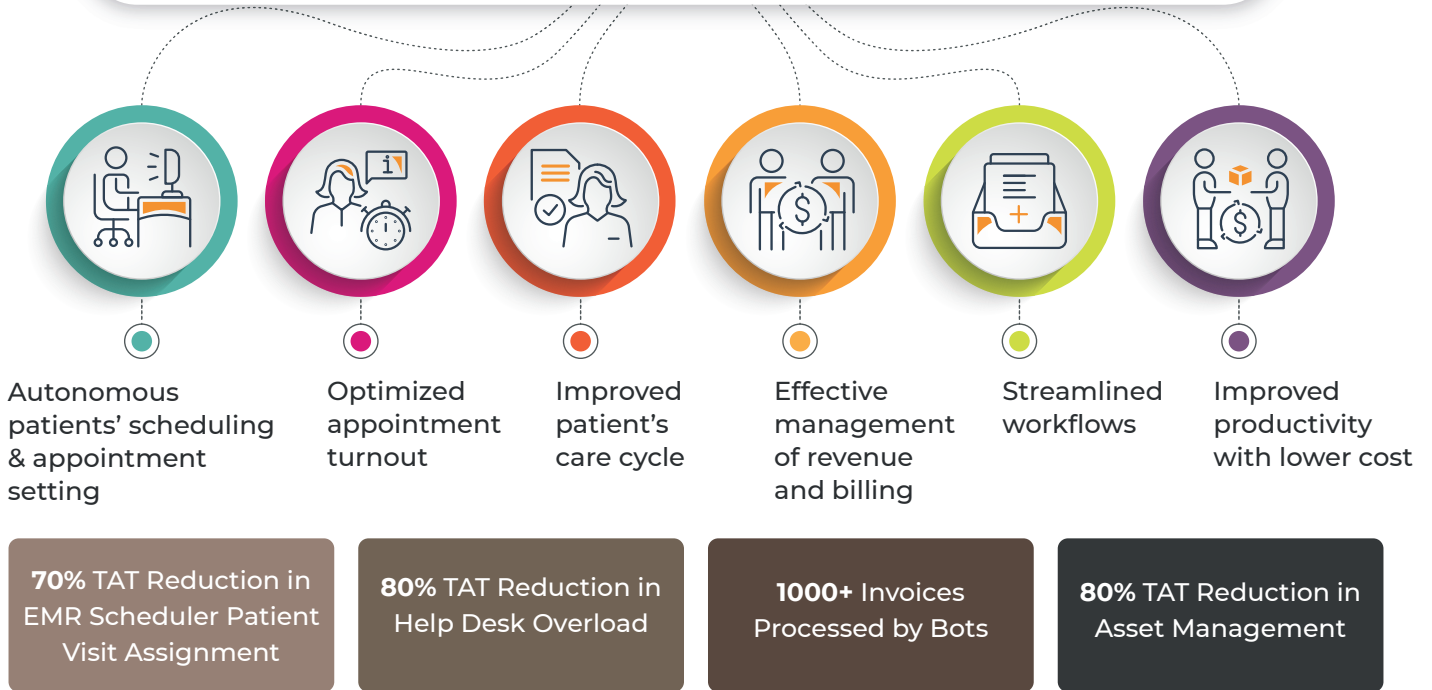 Autonomous
patients’ scheduling
& appointment
setting
Optimized
appointment
turnout
Improved
patient’s
care cycle
Effective
management
of revenue
and billing
Streamlined
workflows
Improved
productivity
with lower cost
70% TAT Reduction in
EMR Scheduler Patient
Visit Assignment
80% TAT Reduction in
Help Desk Overload
1000+ Invoices
Processed by Bots
80% TAT Reduction in
Asset Management